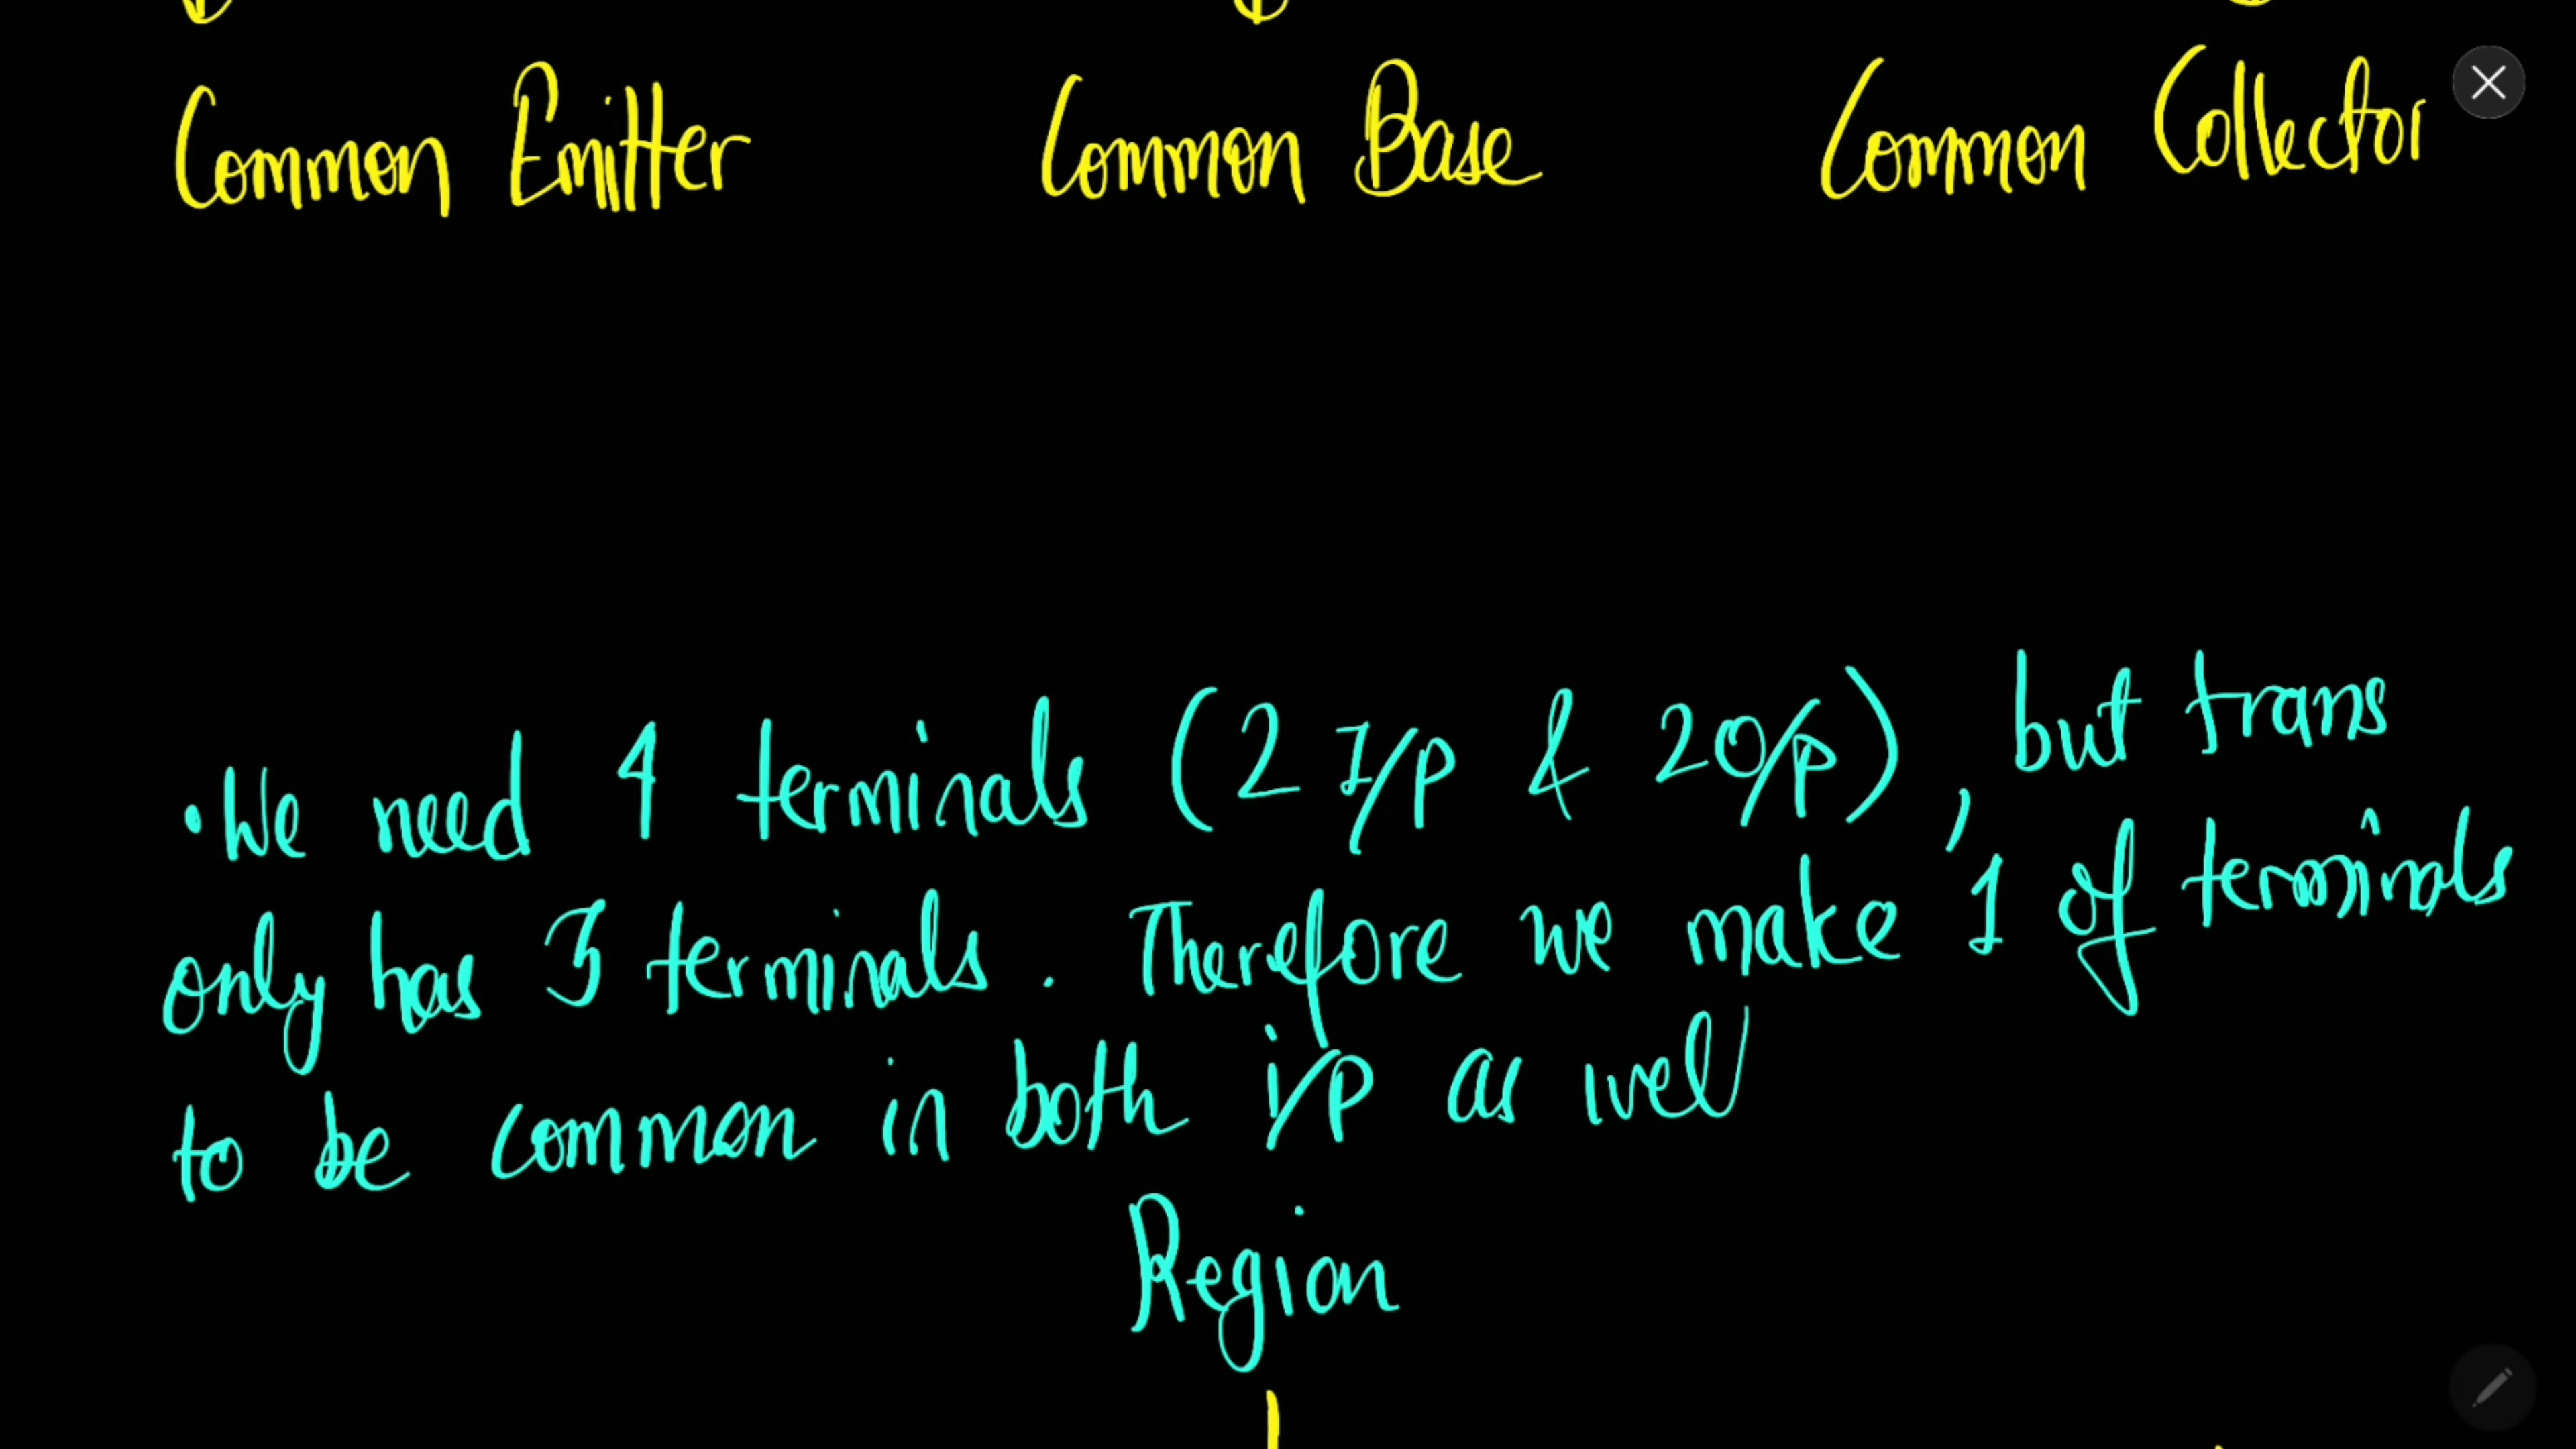 Common Emitter Common Base Common Collector
• We need 4 terminals (2 I/p & 2 O/p), but trans
only has 3 terminals. Therefore we make 1 of terminals
to be common in both i/p as wel
Region